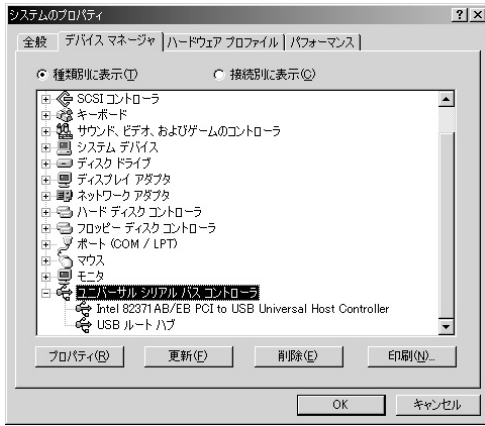 システムのプロパティ
全般 デバイス マネージャ ハードウェア プロファイル パフォーマンス
種類別に表示(T) 接続別に表示(C)
SCSI コントローラ
キーボード
サウンド、ビデオ、およびゲームのコントローラ
システム デバイス
ディスク ドライブ
ディスプレイ アダプタ
ネットワーク アダプタ
ハード ディスク コントローラ
フロッピー ディスク コントローラ
ポート (COM / LPT)
マウス
モニタ
ユニバーサル シリアル バス コントローラ
Intel 82371AB/EB PCI to USB Universal Host Controller
USB ルート ハブ
プロパティ(R) 更新(F) 削除(E) 印刷(N)...
OK キャンセル